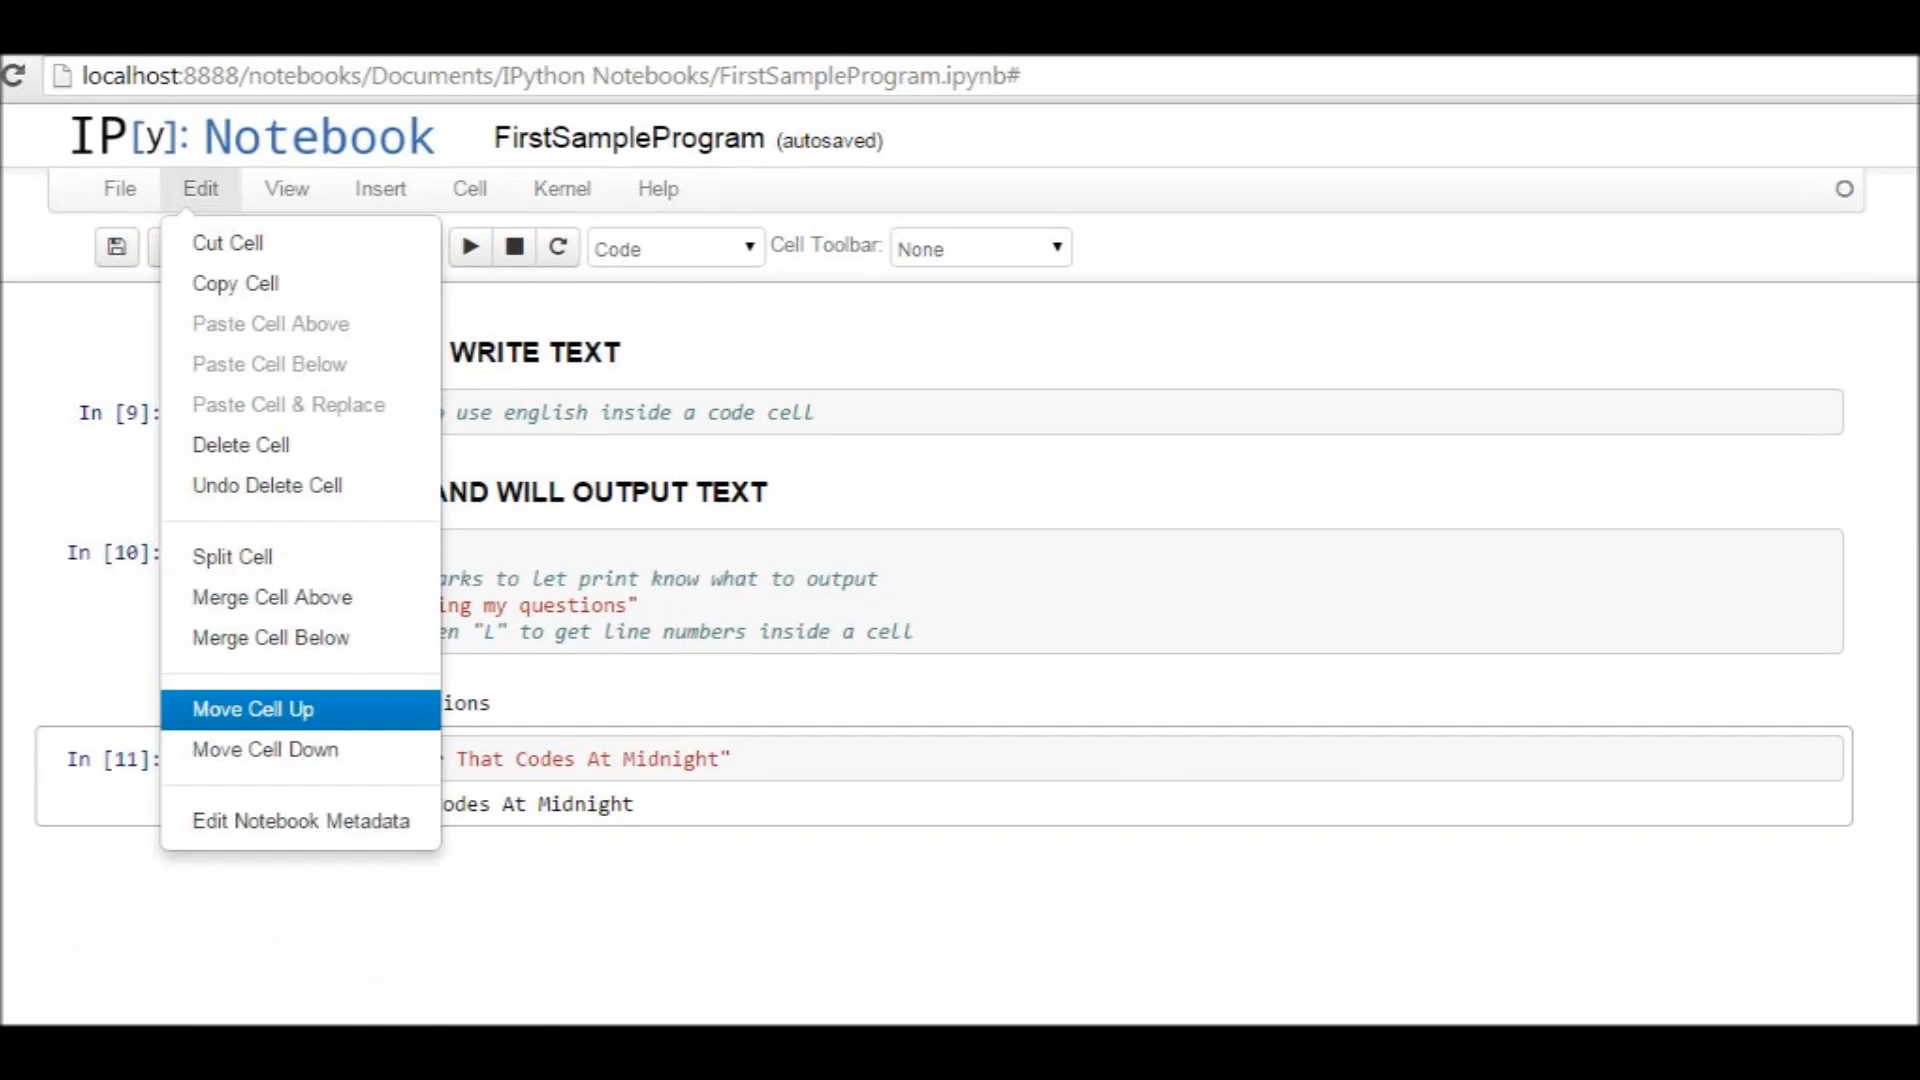 localhost:8888/notebooks/Documents/IPython Notebooks/FirstSampleProgram.ipynb#
IP[y]: Notebook FirstSampleProgram (autosaved)
File Edit View Insert Cell Kernel Help
Code Cell Toolbar: None
Cut Cell
Copy Cell
Paste Cell Above
Paste Cell Below
Paste Cell & Replace
Delete Cell
Undo Delete Cell
Split Cell
Merge Cell Above
Merge Cell Below
Move Cell Up
Move Cell Down
Edit Notebook Metadata
WRITE TEXT
In [9]: use english inside a code cell
AND WILL OUTPUT TEXT
In [10]:
arks to let print know what to output
ing my questions"
en "L" to get line numbers inside a cell
ions
In [11]: That Codes At Midnight"
odes At Midnight